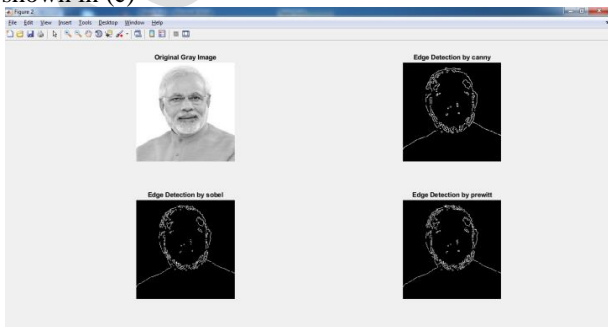 shown in (c)
Figure 2
File Edit View Insert Tools Desktop Window Help
Original Gray Image
Edge Detection by canny
Edge Detection by sobel
Edge Detection by prewitt